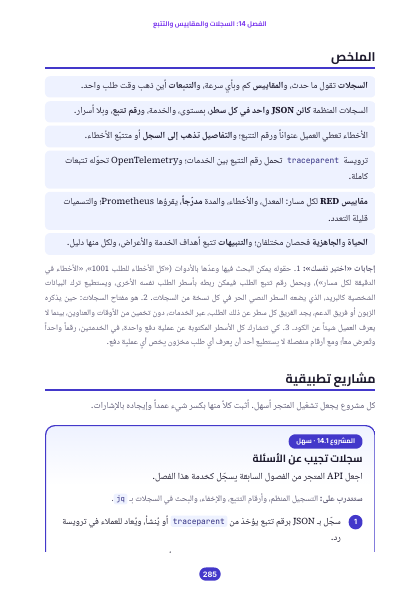 الفصل 14: السجلات والمقاييس والتتبع
الملخص
السجلات تقول ما حدث، والمقاييس كم وبأي سرعة، والتتبعات أين ذهب وقت طلب واحد.
السجلات المنظمة كائن JSON واحد في كل سطر، بمستوى، والخدمة، ورقم تتبع، وبلا أسرار.
الأخطاء تعطي العميل عنواناً ورقم التتبع؛ والتفاصيل تذهب إلى السجل أو متتبّع الأخطاء.
ترويسة traceparent تحمل رقم التتبع بين الخدمات؛ وOpenTelemetry تحوّله تتبعات
كاملة.
مقاييس RED لكل مسار: المعدل، والأخطاء، والمدة مدرّجاً، يقرؤها Prometheus؛ والتسميات
قليلة التعدد.
الحياة والجاهزية فحصان مختلفان؛ والتنبيهات تتبع أهداف الخدمة والأعراض، ولكل منها دليل.
إجابات «اختبر نفسك»: 1. حقوله يمكن البحث فيها وعدّها بالأدوات («كل الأخطاء للطلب 1001»، «الأخطاء في
الدقيقة لكل مسار»)، ويحمل رقم تتبع الطلب فيمكن ربطه بأسطر الطلب نفسه الأخرى، ويستطيع ترك البيانات
الشخصية كالبريد، الذي يضعه السطر النصي الحر في كل نسخة من السجلات. 2. هو مفتاح السجلات: حين يذكره
الزبون أو فريق الدعم، يجد الفريق كل سطر عن ذلك الطلب، عبر الخدمات، دون تخمين من الأوقات والعناوين، بينما لا
يعرف العميل شيئاً عن الكود. 3. كي تتشارك كل الأسطر المكتوبة عن عملية دفع واحدة، في الخدمتين، رقماً واحداً
وتُعرض معاً؛ ومع أرقام منفصلة لا يستطيع أحد أن يعرف أي طلب مخزون يخص أي عملية دفع.
مشاريع تطبيقية
كل مشروع يجعل تشغيل المتجر أسهل. أثبت كلاً منها بكسر شيء عمداً وإيجاده بالإشارات.
المشروع 14.1 · سهل
سجلات تجيب عن الأسئلة
اجعل API المتجر من الفصول السابقة يسجّل كخدمة هذا الفصل.
ستتدرب على: التسجيل المنظم، وأرقام التتبع، والإخفاء، والبحث في السجلات بـ jq .
1 سجّل بـ JSON برقم تتبع يؤخذ من traceparent أو يُنشأ، ويُعاد للعملاء في ترويسة
رد.
285